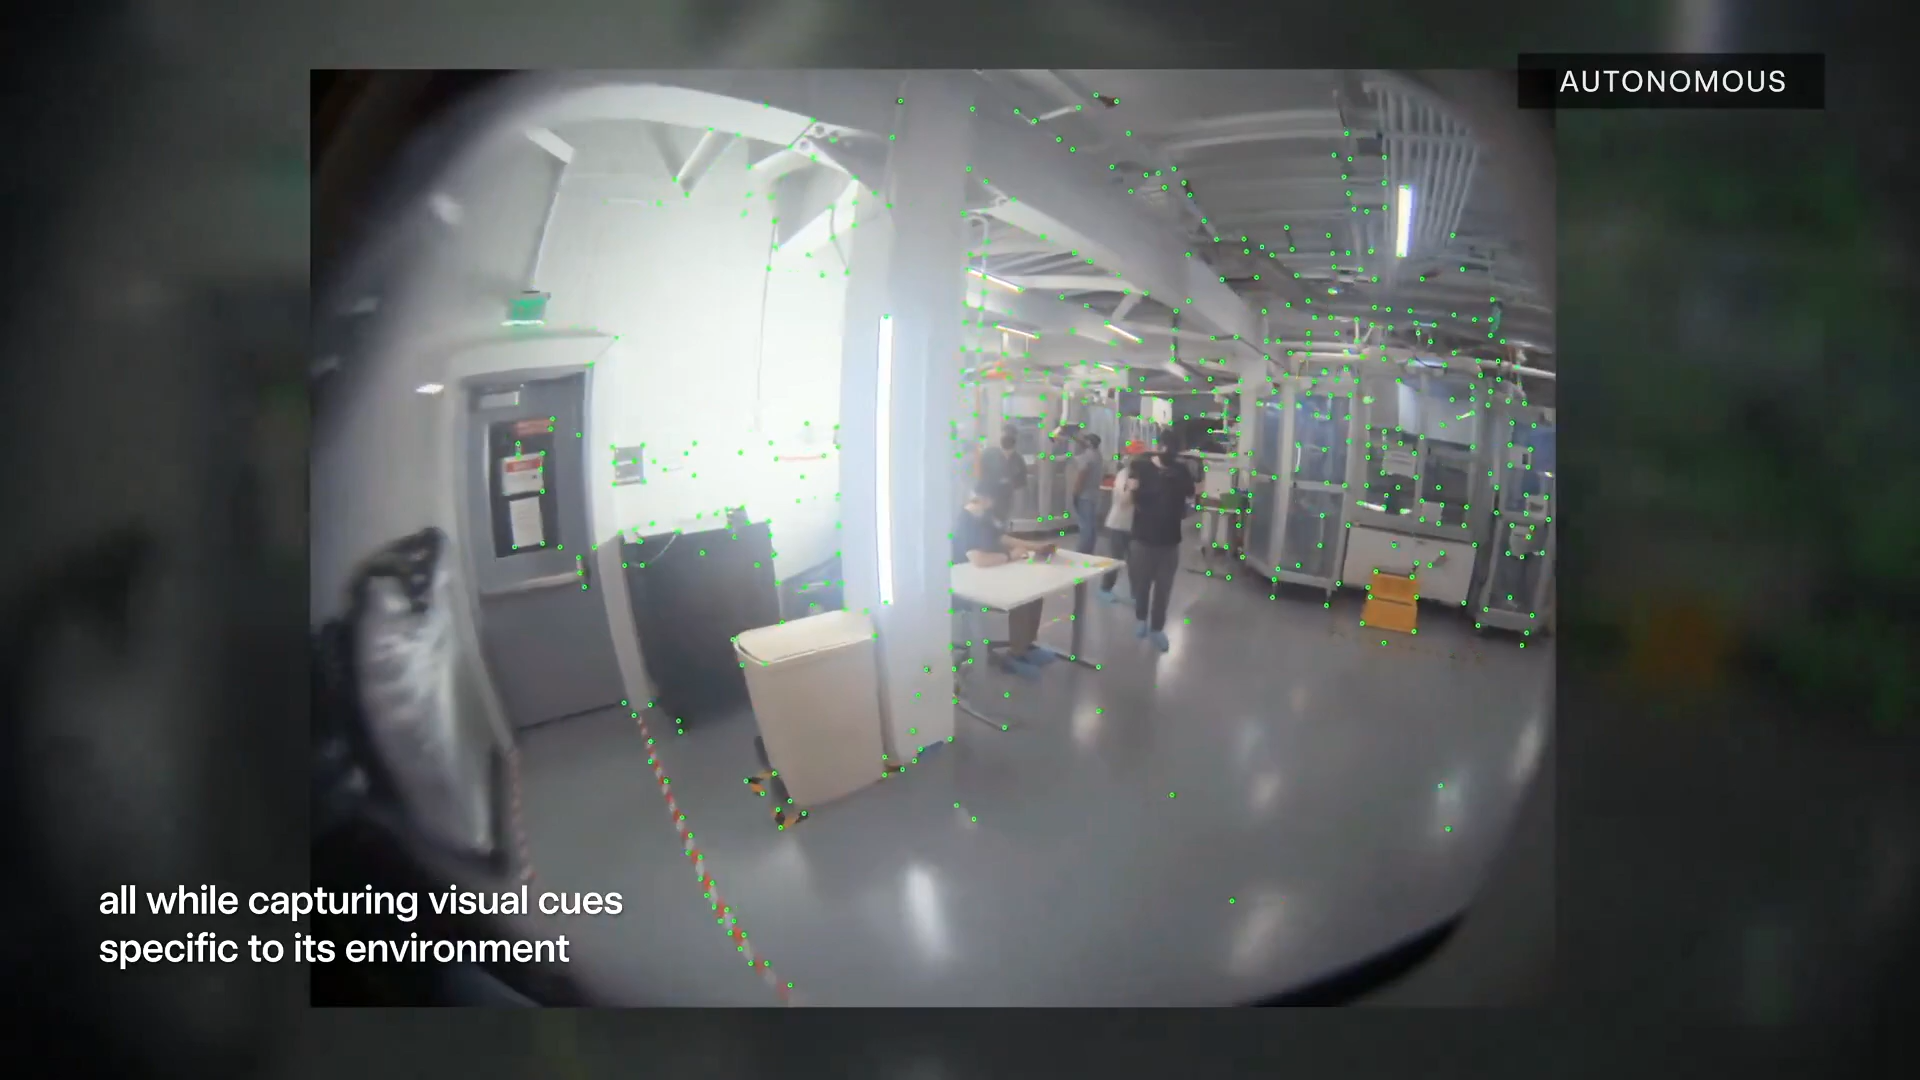 AUTONOMOUS
all while capturing visual cues
specific to its environment